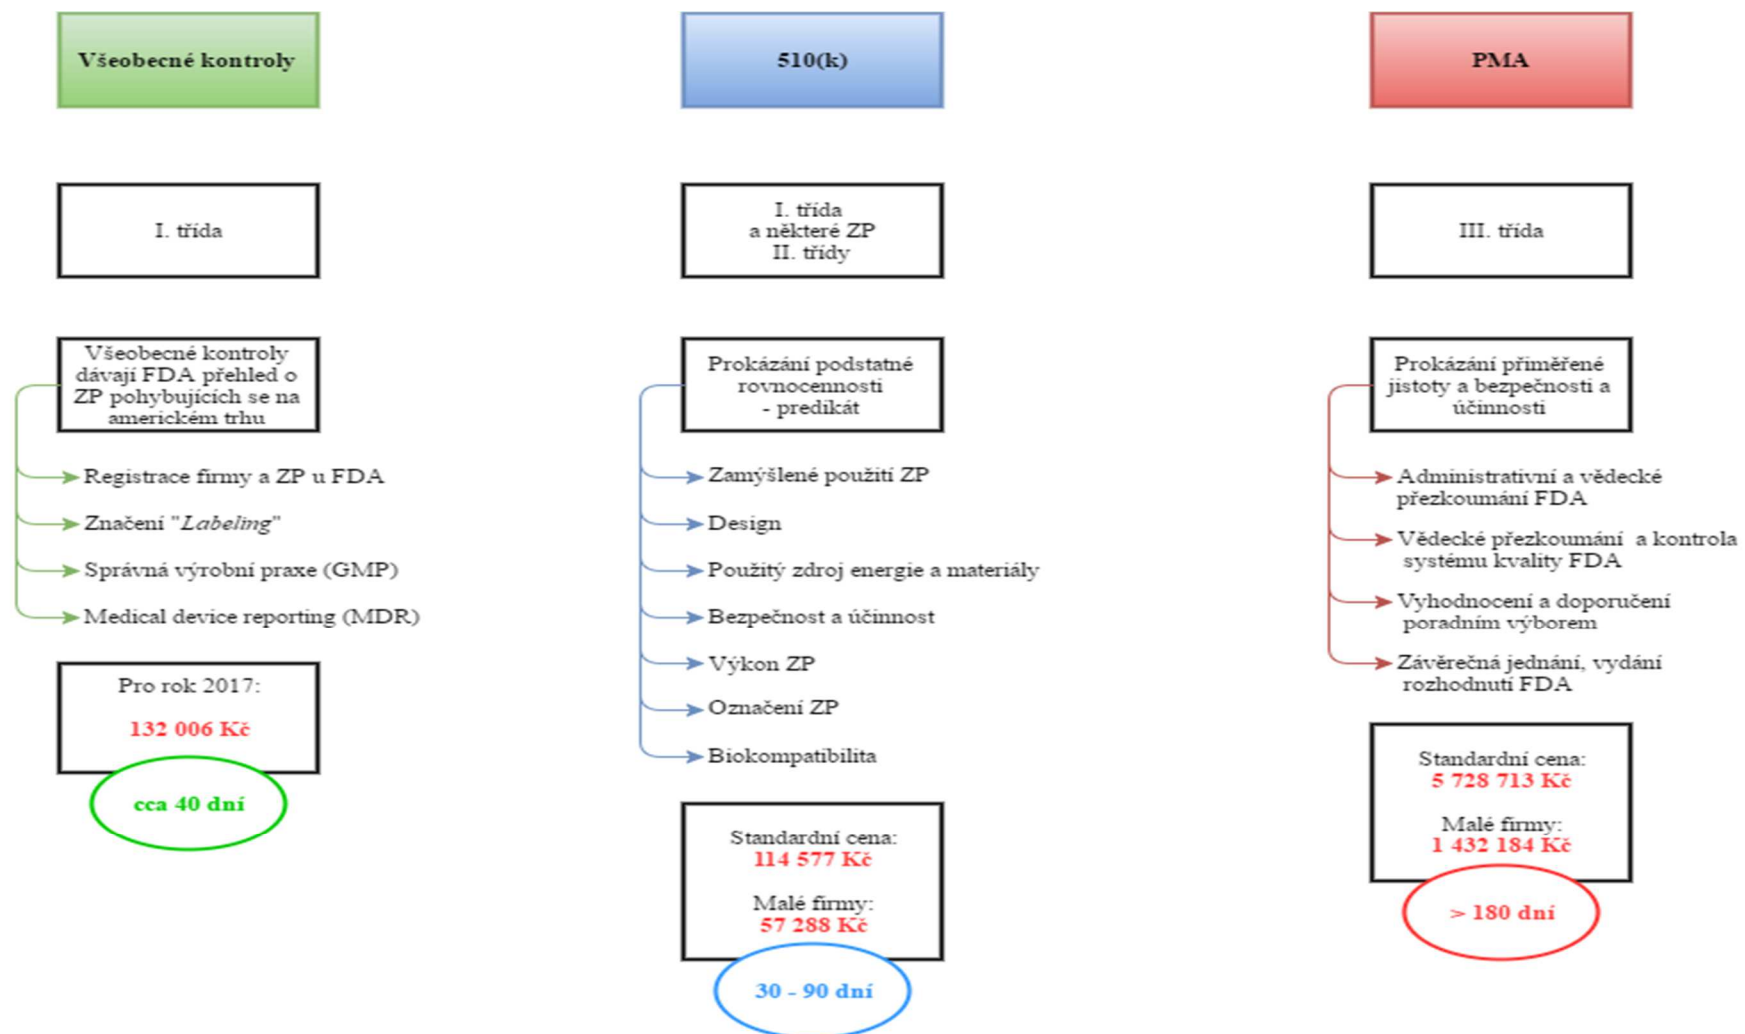 Všeobecné kontroly
I. třída
Všeobecné kontroly
dávají FDA přehled o
ZP pohybujících se na
americkém trhu
Registrace firmy a ZP u FDA
Značení "Labeling"
Správná výrobní praxe (GMP)
Medical device reporting (MDR)
Pro rok 2017:
132 006 Kč
cca 40 dní
510(k)
I. třída
a některé ZP
II. třídy
Prokázání podstatné
rovnocennosti
- predikát
Zamýšlené použití ZP
Design
Použitý zdroj energie a materiály
Bezpečnost a účinnost
Výkon ZP
Označení ZP
Biokompatibilita
Standardní cena:
114 577 Kč
Malé firmy:
57 288 Kč
30 - 90 dní
PMA
III. třída
Prokázání přiměřené
jistoty a bezpečnosti a
účinnosti
Administrativní a vědecké
přezkoumání FDA
Vědecké přezkoumání a kontrola
systému kvality FDA
Vyhodnocení a doporučení
poradním výborem
Závěrečná jednání, vydání
rozhodnutí FDA
Standardní cena:
5 728 713 Kč
Malé firmy:
1 432 184 Kč
> 180 dní